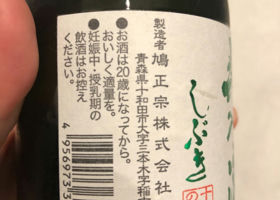 しぶき
製造者
鳩正宗株式会社
青森県十和田市大字三本木字稲
●お酒は20歳になってから。
おいしく適量を。
●妊娠中・授乳期の
飲酒はお控え
ください。
4956973